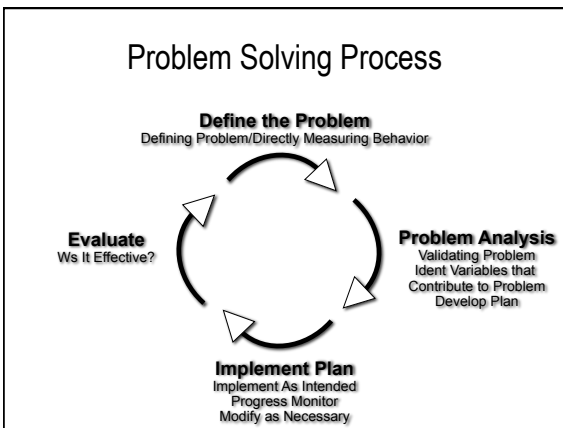 Problem Solving Process
Define the Problem
Defining Problem/Directly Measuring Behavior
Problem Analysis
Validating Problem
Ident Variables that
Contribute to Problem
Develop Plan
Implement Plan
Implement As Intended
Progress Monitor
Modify as Necessary
Evaluate
Ws It Effective?